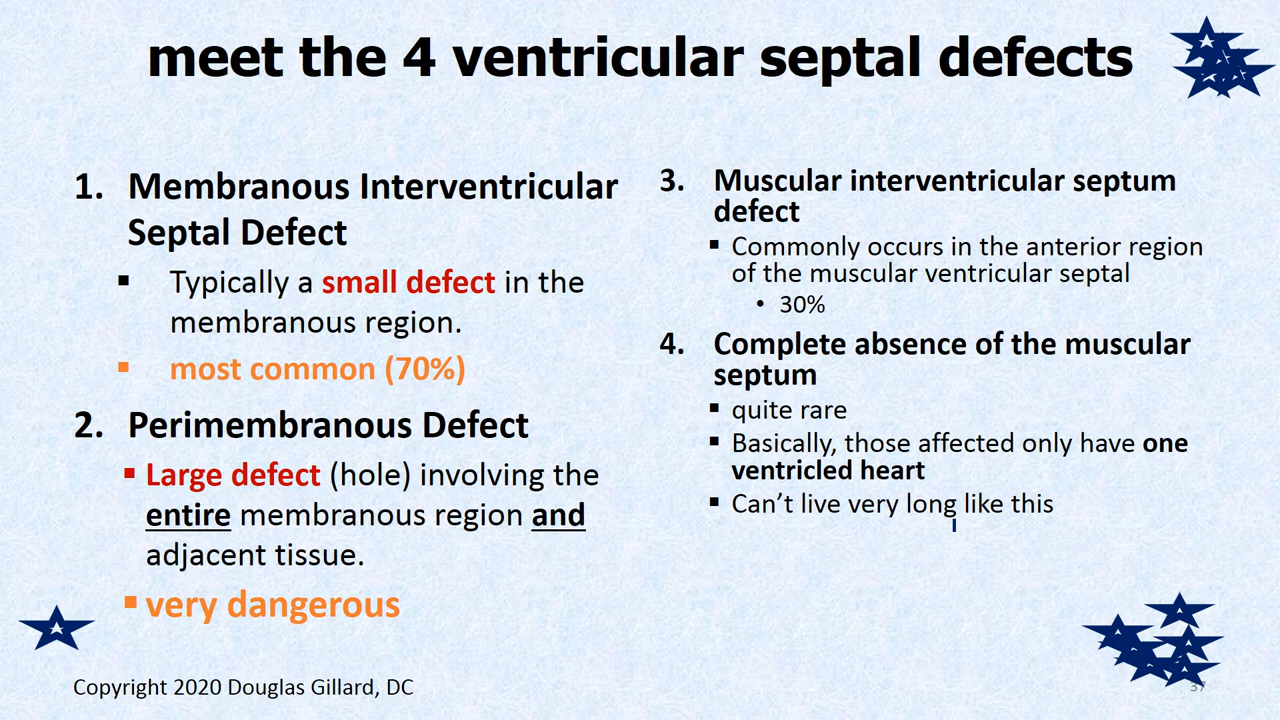 meet the 4 ventricular septal defects
1. Membranous Interventricular
Septal Defect
▪ Typically a small defect in the
membranous region.
▪ most common (70%)
2. Perimembranous Defect
▪ Large defect (hole) involving the
entire membranous region and
adjacent tissue.
▪ very dangerous
3. Muscular interventricular septum
defect
▪ Commonly occurs in the anterior region
of the muscular ventricular septal
• 30%
4. Complete absence of the muscular
septum
▪ quite rare
▪ Basically, those affected only have one
ventricled heart
▪ Can’t live very long like this
Copyright 2020 Douglas Gillard, DC
37